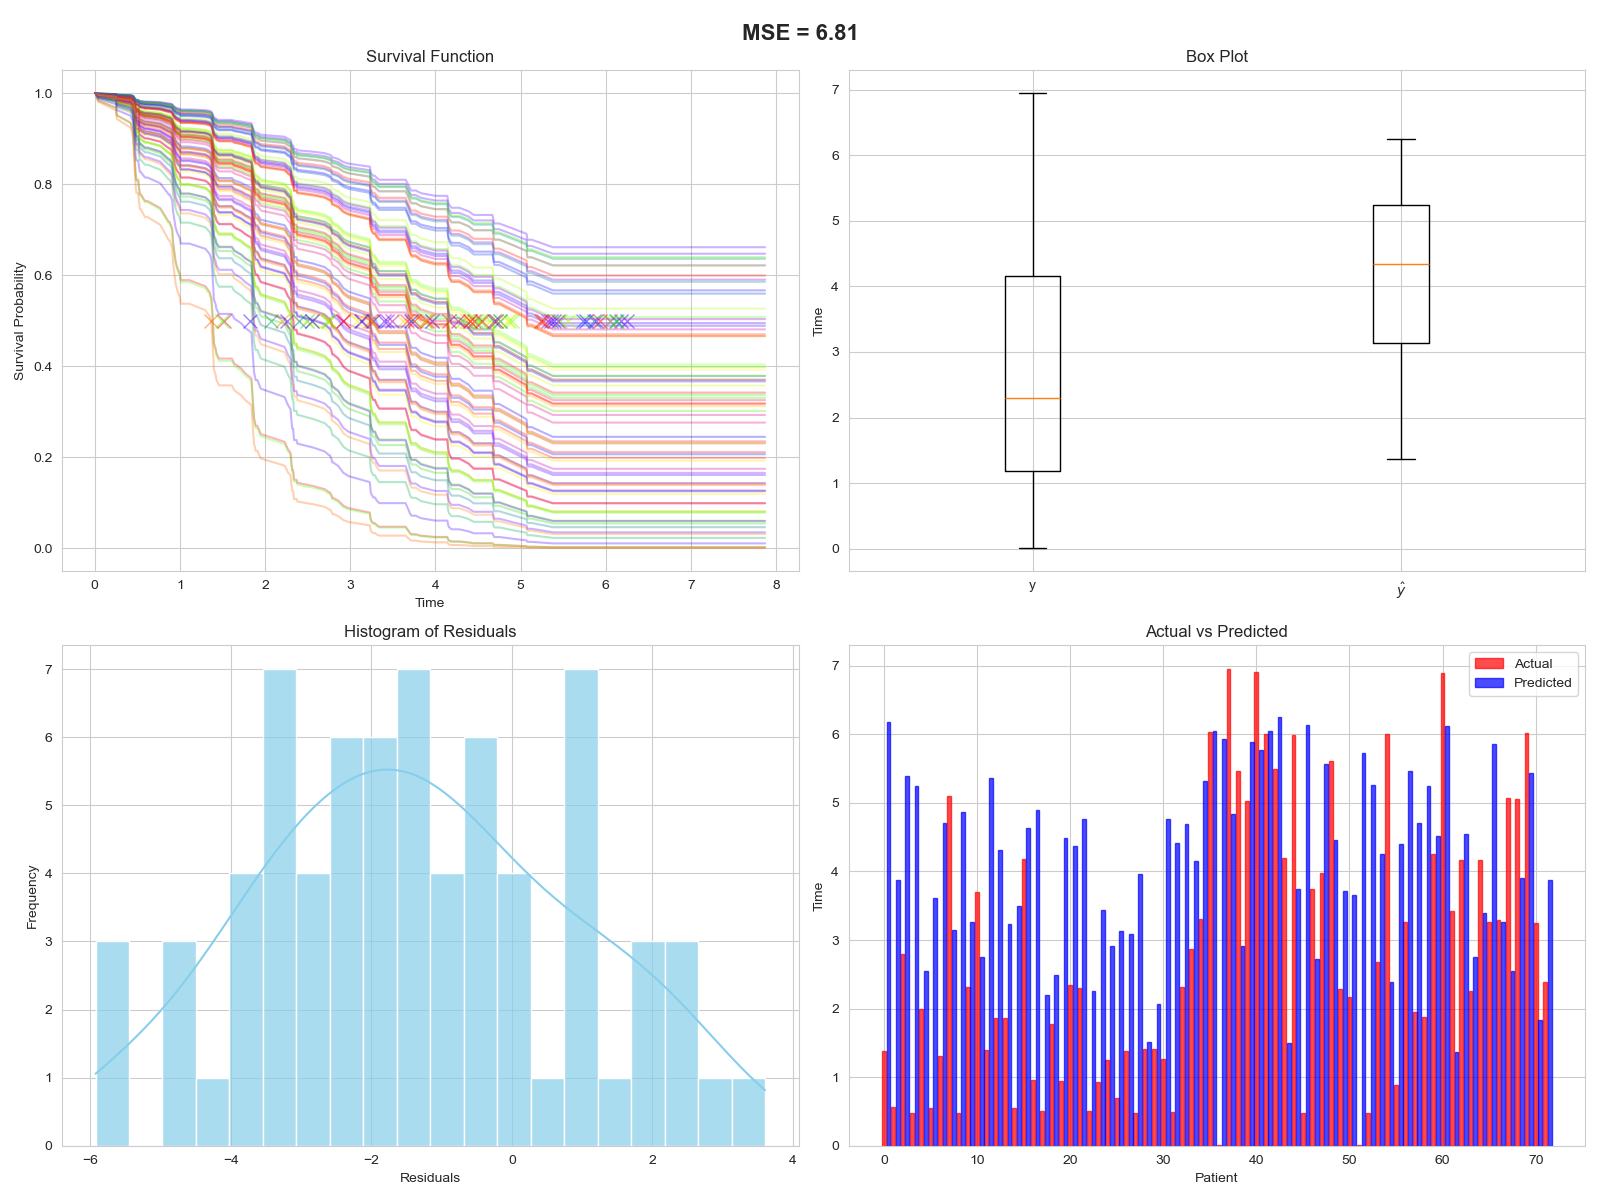 MSE = 6.81
Survival Function
1.0
0.8
0.6
0.4
0.2
0.0
Survival Probability
0 1 2 3 4 5 6 7 8
Time
Box Plot
7
6
5
4
3
2
1
0
Time
y ŷ
Histogram of Residuals
7
6
5
4
3
2
1
0
Frequency
−6 −4 −2 0 2 4
Residuals
Actual vs Predicted
Actual
Predicted
7
6
5
4
3
2
1
0
Time
0 10 20 30 40 50 60 70
Patient